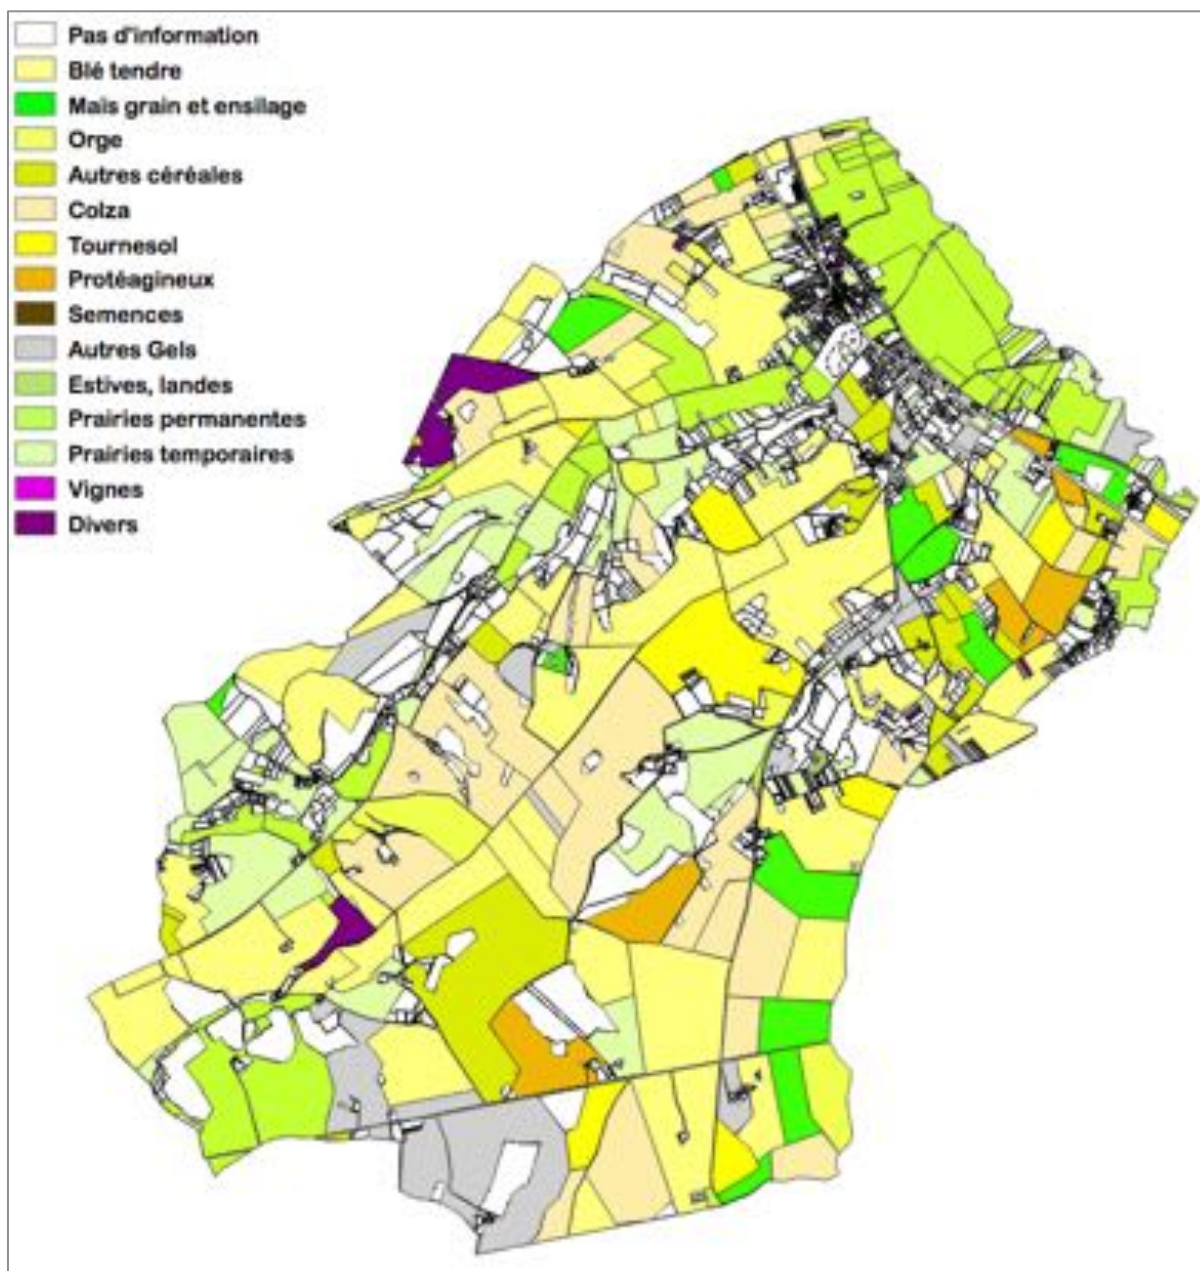 Pas d'information
Blé tendre
Maïs grain et ensilage
Orge
Autres céréales
Colza
Tournesol
Protéagineux
Semences
Autres Gels
Estives, landes
Prairies permanentes
Prairies temporaires
Vignes
Divers